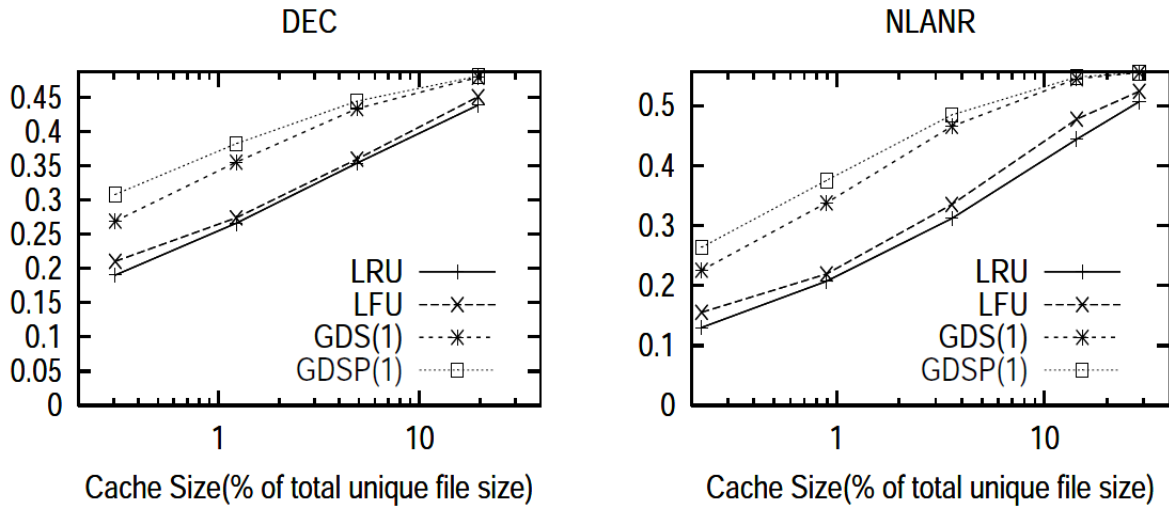 DEC
0.45
0.4
0.35
0.3
0.25
0.2
0.15
0.1
0.05
0
LRU
LFU
GDS(1)
GDSP(1)
1 10
Cache Size(% of total unique file size)
NLANR
0.5
0.4
0.3
0.2
0.1
0
LRU
LFU
GDS(1)
GDSP(1)
1 10
Cache Size(% of total unique file size)